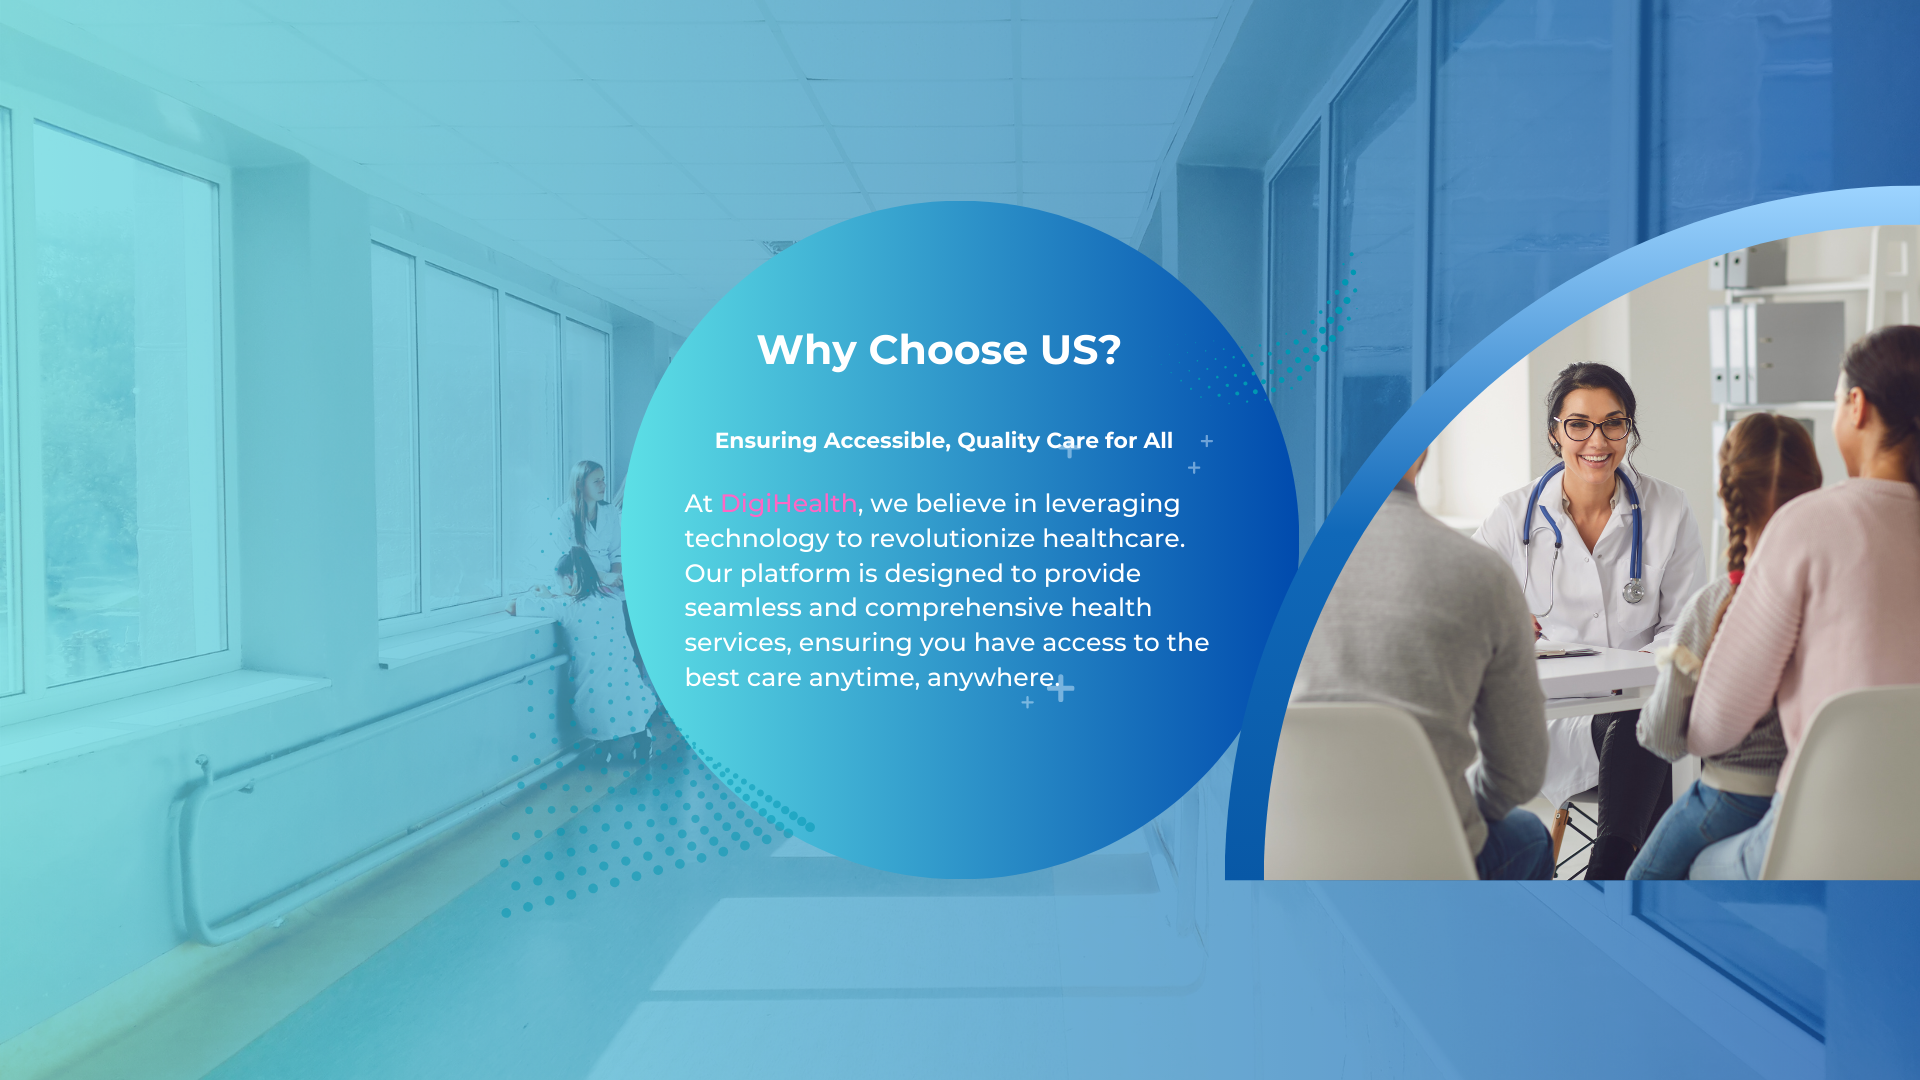 Why Choose US?
Ensuring Accessible, Quality Care for All
At DigiHealth, we believe in leveraging
technology to revolutionize healthcare.
Our platform is designed to provide
seamless and comprehensive health
services, ensuring you have access to the
best care anytime, anywhere.